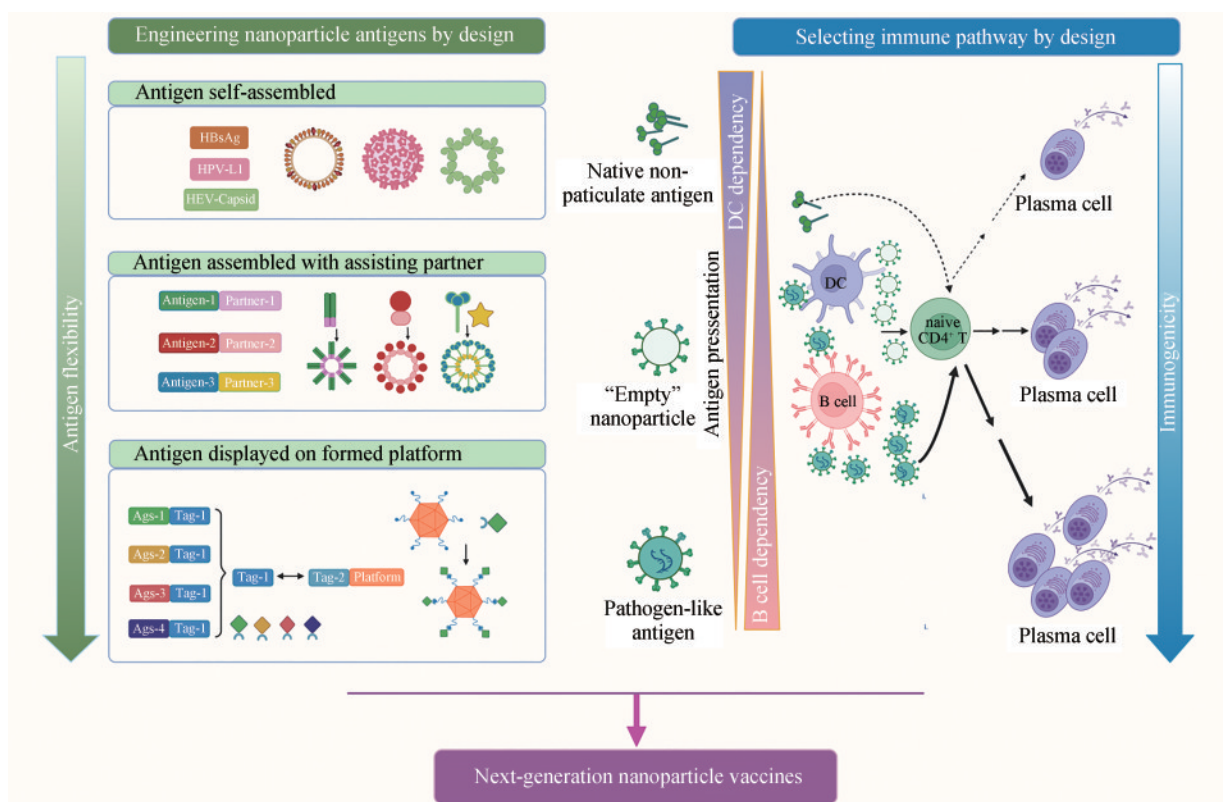 Engineering nanoparticle antigens by design
Antigen flexibility
Antigen self-assembled
HBsAg
HPV-L1
HEV-Capsid
Antigen assembled with assisting partner
Antigen-1 Partner-1
Antigen-2 Partner-2
Antigen-3 Partner-3
Antigen displayed on formed platform
Ags-1 Tag-1
Ags-2 Tag-1
Ags-3 Tag-1
Ags-4 Tag-1
Tag-1
Tag-2 Platform
Selecting immune pathway by design
Native non-
paticulate antigen
"Empty"
nanoparticle
Pathogen-like
antigen
Antigen presentation
DC dependency
B cell dependency
DC
B cell
naive
CD4+ T
Plasma cell
Plasma cell
Plasma cell
Immunogenicity
Next-generation nanoparticle vaccines